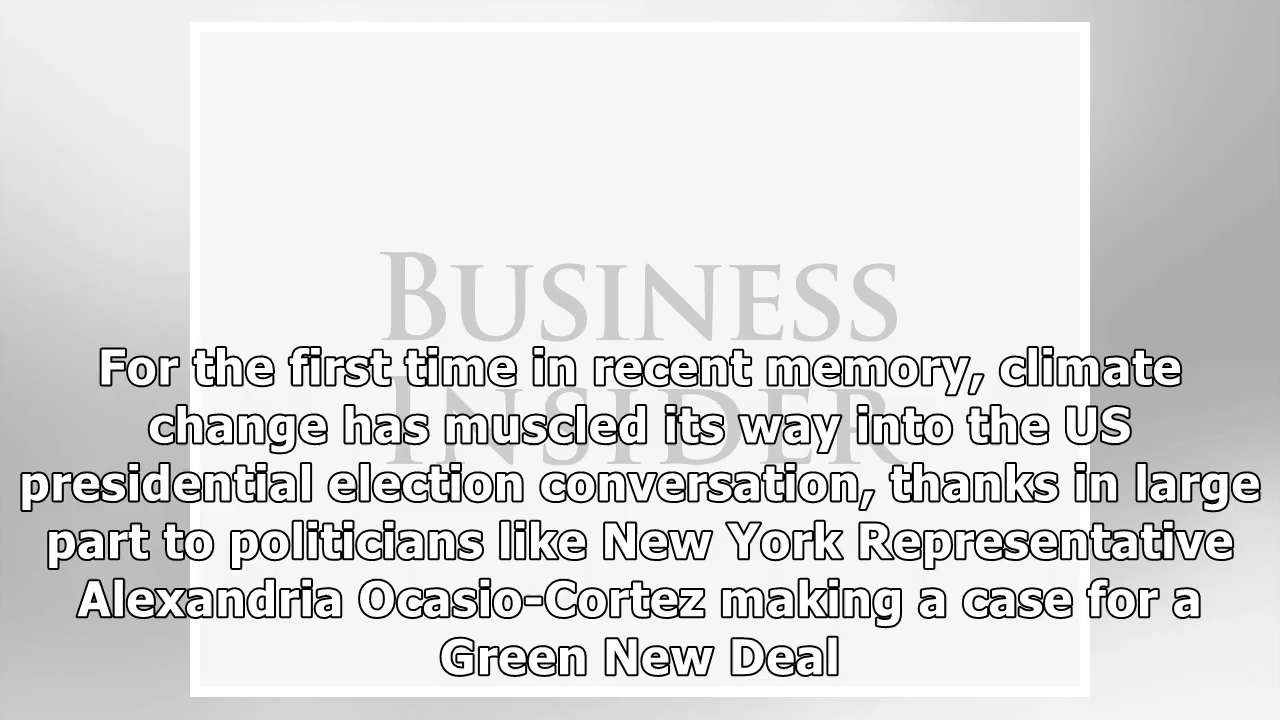 BUSINESS
INSIDER
For the first time in recent memory, climate
change has muscled its way into the US
presidential election conversation, thanks in large
part to politicians like New York Representative
Alexandria Ocasio-Cortez making a case for a
Green New Deal